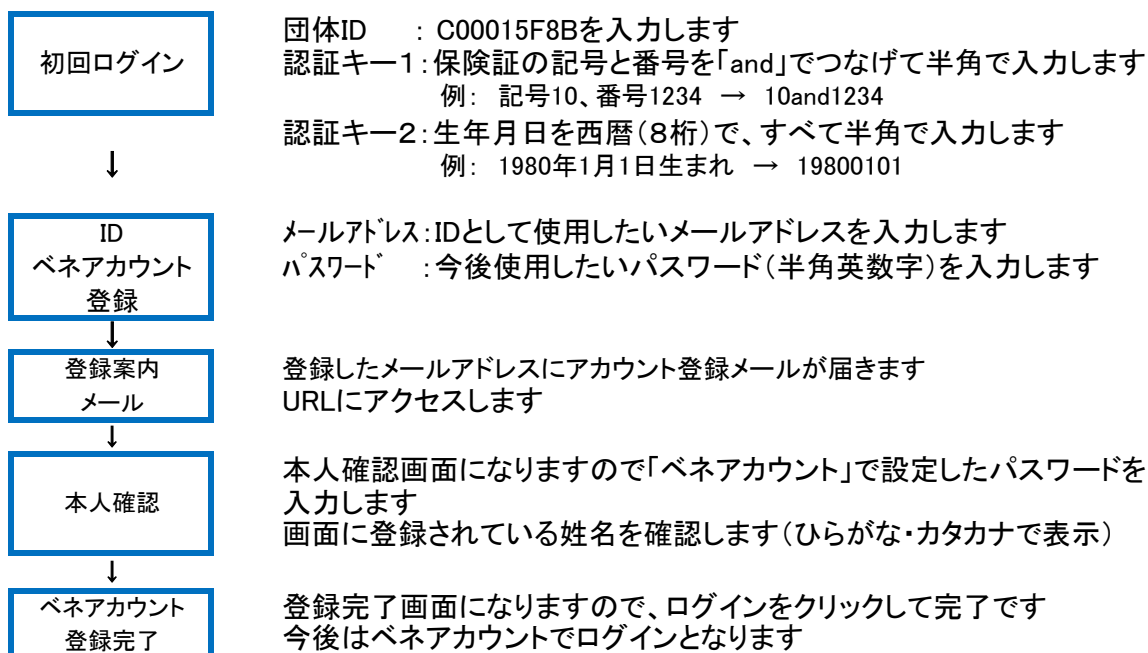 初回ログイン
団体ID : C00015F8Bを入力します
認証キー1:保険証の記号と番号を「and」でつなげて半角で入力します
例: 記号10、番号1234 → 10and1234
認証キー2:生年月日を西暦(8桁)で、すべて半角で入力します
例: 1980年1月1日生まれ → 19800101
↓
ID
ベネアカウント
登録
メールアドレス:IDとして使用したいメールアドレスを入力します
パスワード :今後使用したいパスワード(半角英数字)を入力します
↓
登録案内
メール
登録したメールアドレスにアカウント登録メールが届きます
URLにアクセスします
↓
本人確認
本人確認画面になりますので「ベネアカウント」で設定したパスワードを
入力します
画面に登録されている姓名を確認します(ひらがな・カタカナで表示)
↓
ベネアカウント
登録完了
登録完了画面になりますので、ログインをクリックして完了です
今後はベネアカウントでログインとなります